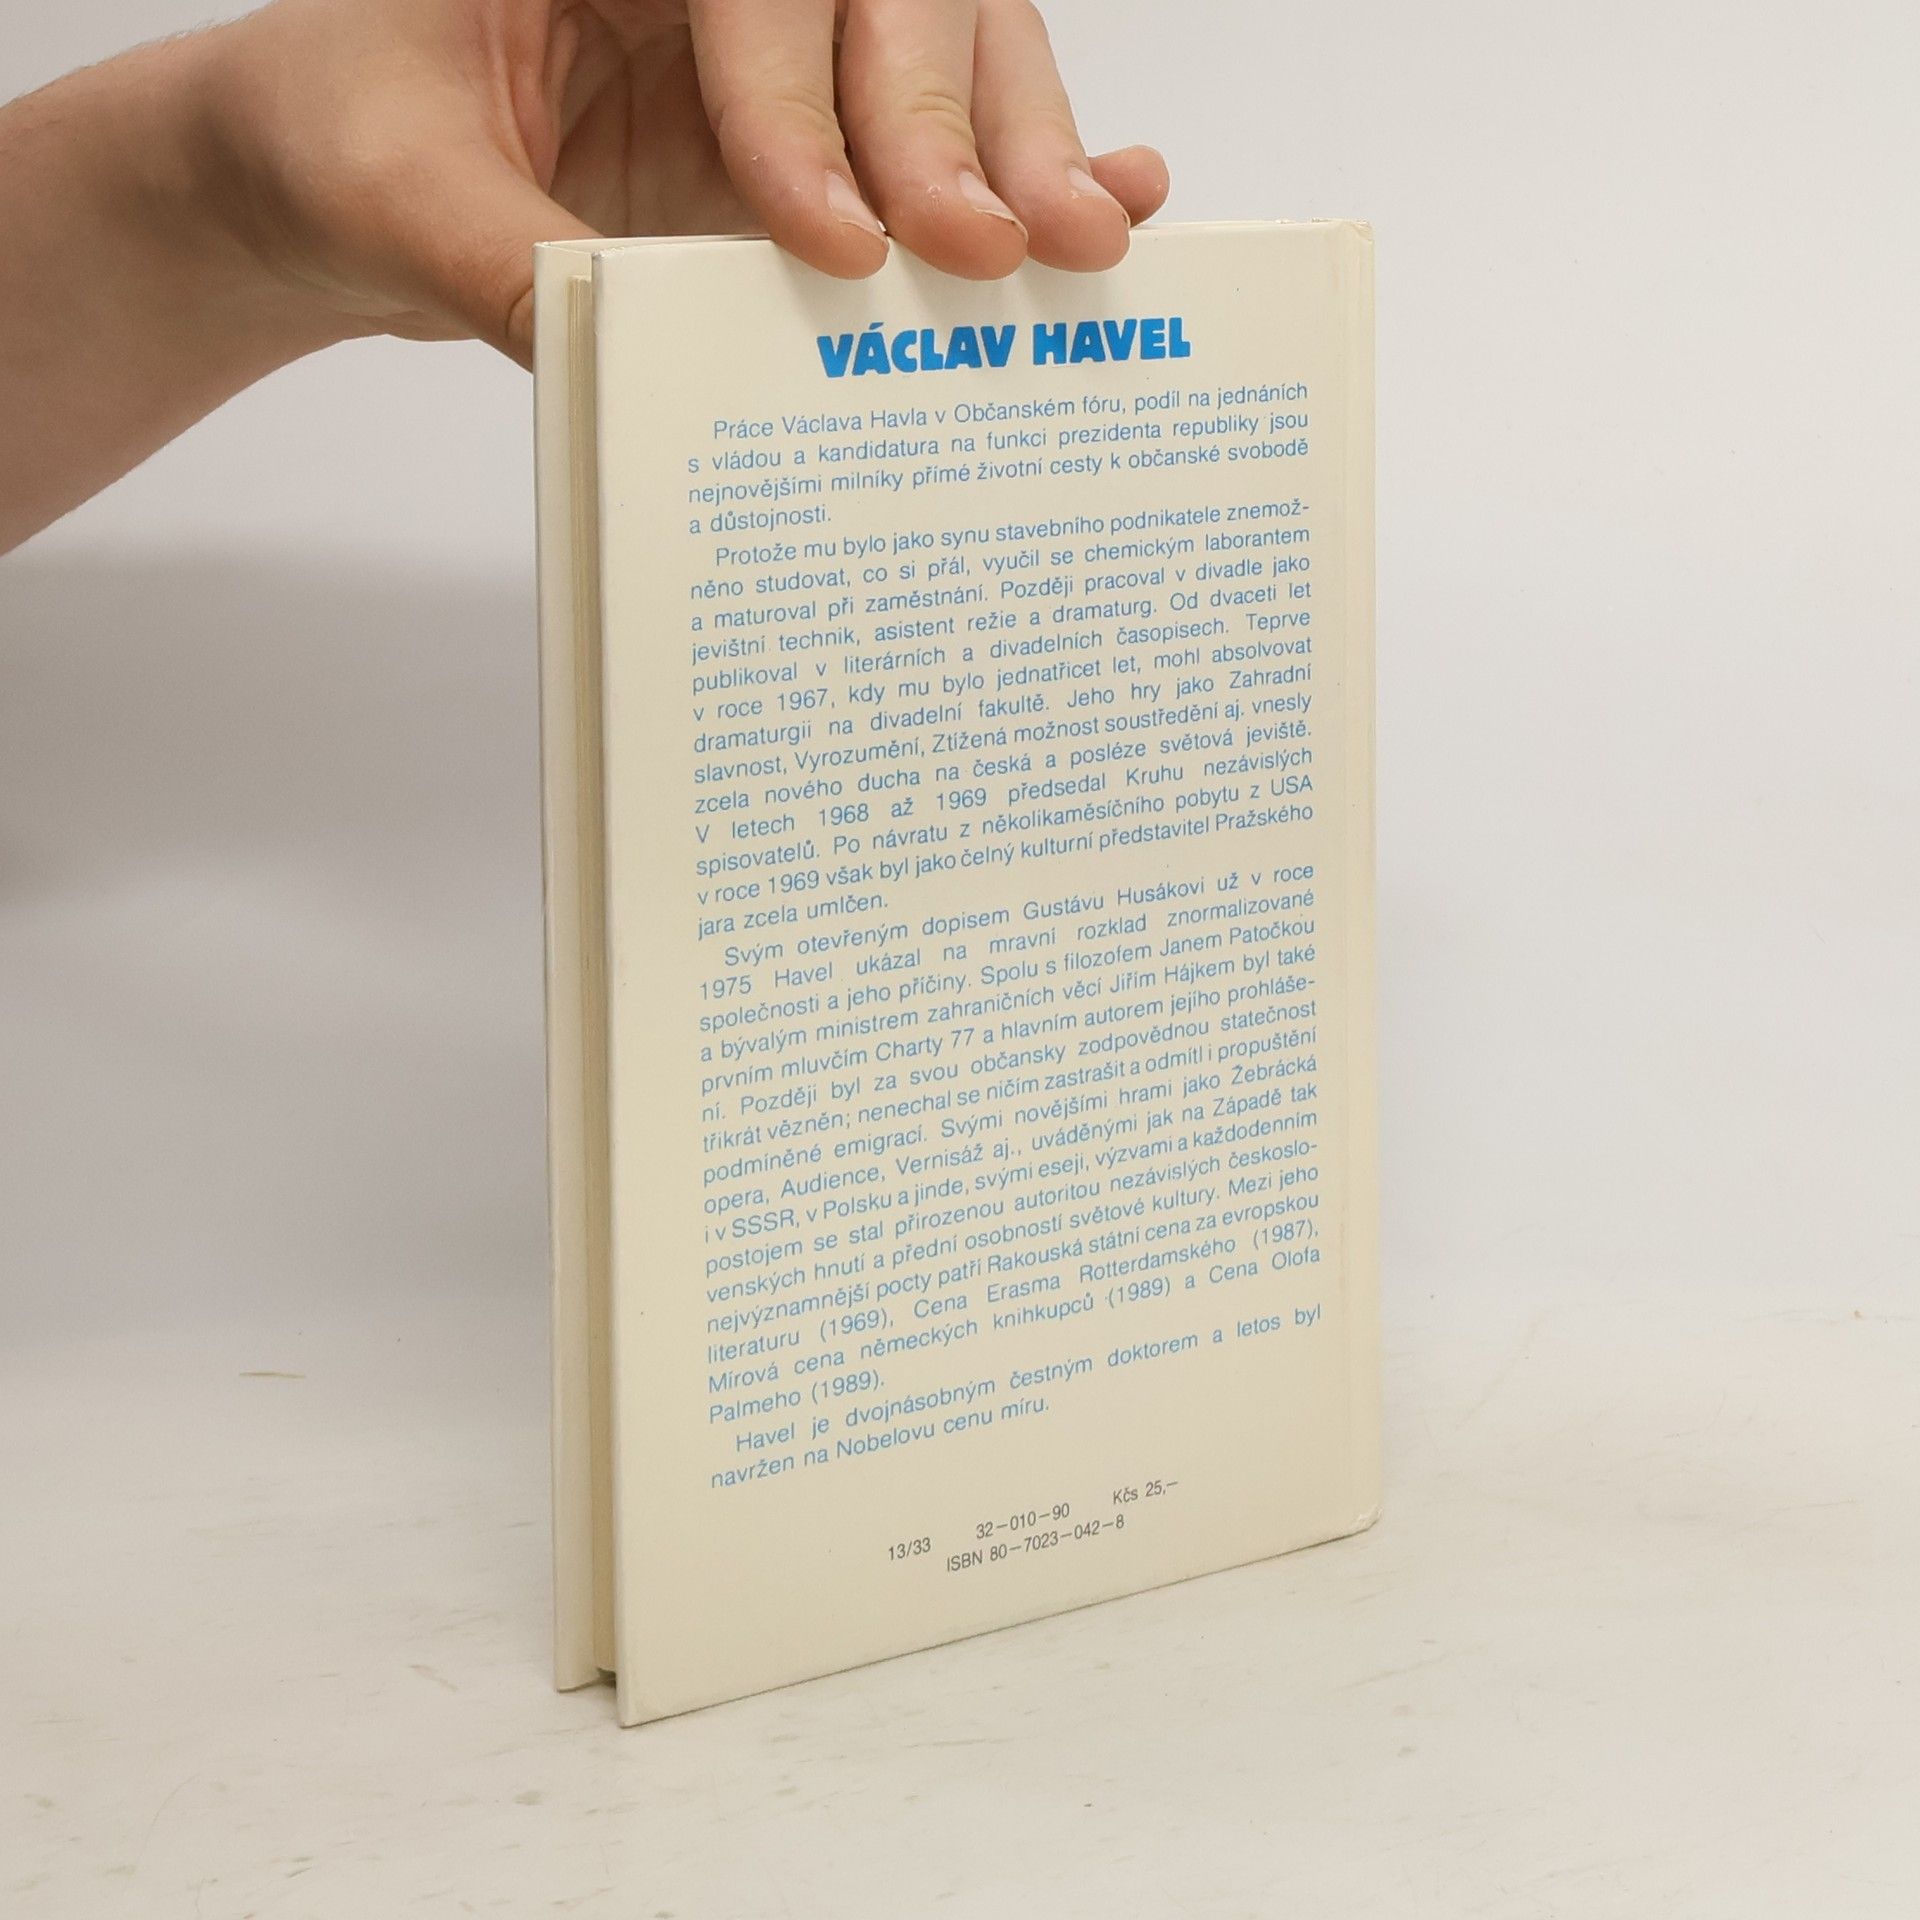 VÁCLAV HAVEL
Práce Václava Havla v Občanském fóru, podíl na jednáních
s vládou a kandidatura na funkci prezidenta republiky jsou
nejnovějšími milníky přímé životní cesty k občanské svobodě
a důstojnosti.
Protože mu bylo jako synu stavebního podnikatele znemož-
něno studovat, co si přál, vyučil se chemickým laborantem
a maturoval při zaměstnání. Později pracoval v divadle jako
jevištní technik, asistent režie a dramaturg. Od dvaceti let
publikoval v literárních a divadelních časopisech. Teprve
v roce 1967, kdy mu bylo jednatřicet let, mohl absolvovat
dramaturgii na divadelní fakultě. Jeho hry jako Zahradní
slavnost, Vyrozumění, Ztížená možnost soustředění aj. vnesly
zcela nového ducha na česká a posléze světová jeviště.
V letech 1968 až 1969 předsedal Kruhu nezávislých
spisovatelů. Po návratu z několikaměsíčního pobytu z USA
v roce 1969 však byl jako čelný kulturní představitel Pražského
jara zcela umlčen.
Svým otevřeným dopisem Gustávu Husákovi už v roce
1975 Havel ukázal na mravní rozklad znormalizované
společnosti a jeho příčiny. Spolu s filozofem Janem Patočkou
a bývalým ministrem zahraničních věcí Jiřím Hájkem byl také
prvním mluvčím Charty 77 a hlavním autorem jejího prohláše-
ní. Později byl za svou občansky zodpovědnou statečnost
třikrát vězněn; nenechal se ničím zastrašit a odmítl i propuštění
podmíněné emigrací. Svými novějšími hrami jako Žebrácká
opera, Audience, Vernisáž aj., uváděnými jak na Západě tak
i v SSSR, v Polsku a jinde, svými eseji, výzvami a každodenním
postojem se stal přirozenou autoritou nezávislých českoslo-
venských hnutí a přední osobností světové kultury. Mezi jeho
nejvýznamnější pocty patří Rakouská státní cena za evropskou
literaturu (1969), Cena Erasma Rotterdamského (1987),
Mírová cena německých knihkupců (1989) a Cena Olofa
Palmeho (1989).
Havel je dvojnásobným čestným doktorem a letos byl
navržen na Nobelovu cenu míru.
13/33 32—010—90 Kčs 25,—
ISBN 80—7023—042—8